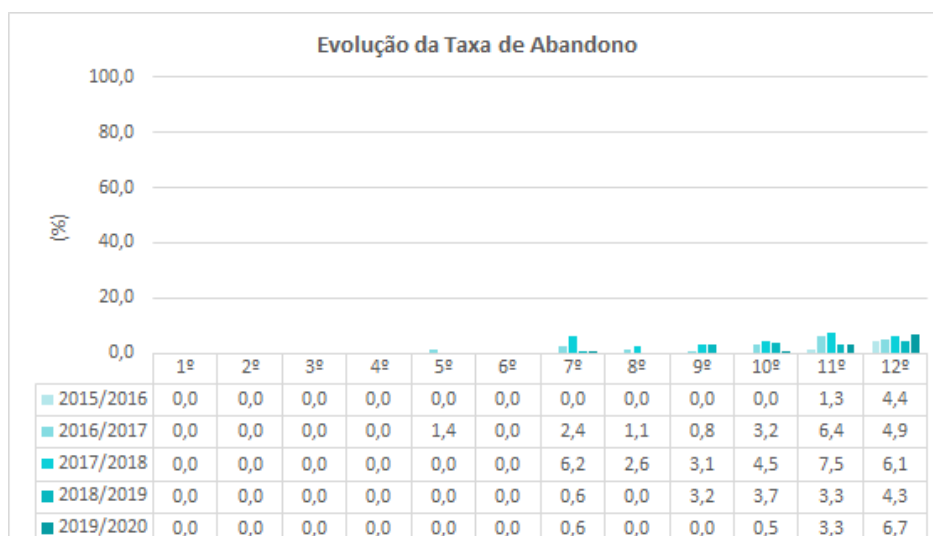 Evolução da Taxa de Abandono
100,0
80,0
60,0
(%)
40,0
20,0
0,0
1º 2º 3º 4º 5º 6º 7º 8º 9º 10º 11º 12º
2015/2016 0,0 0,0 0,0 0,0 0,0 0,0 0,0 0,0 0,0 0,0 1,3 4,4
2016/2017 0,0 0,0 0,0 0,0 1,4 0,0 2,4 1,1 0,8 3,2 6,4 4,9
2017/2018 0,0 0,0 0,0 0,0 0,0 0,0 6,2 2,6 3,1 4,5 7,5 6,1
2018/2019 0,0 0,0 0,0 0,0 0,0 0,0 0,6 0,0 3,2 3,7 3,3 4,3
2019/2020 0,0 0,0 0,0 0,0 0,0 0,0 0,6 0,0 0,0 0,5 3,3 6,7